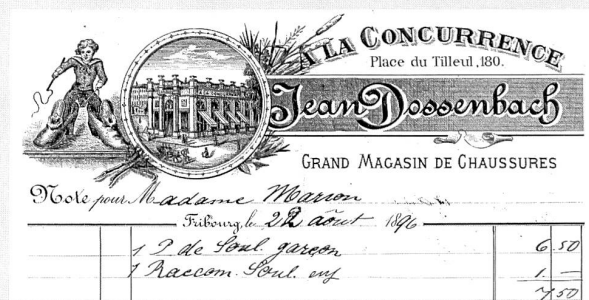 A LA CONCURRENCE
Place du Tilleul, 180.
Jean Dossenbach
GRAND MAGASIN DE CHAUSSURES
Note pour Madame Marion
Fribourg, le 22 août 1896
1 P. de Soul. garçon 6.50
1 Raccom. Soul. 1.—
7.50